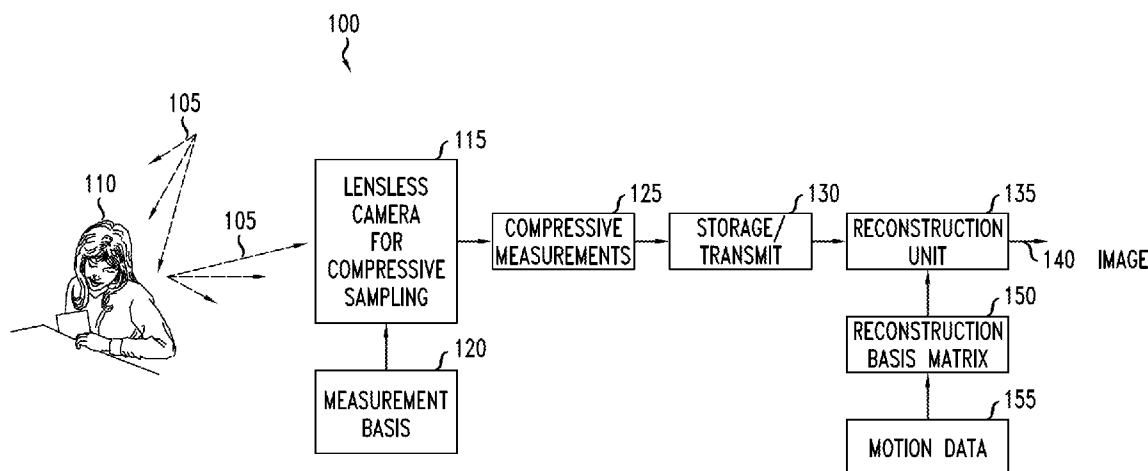 100
105
110
105
115
LENSLESS
CAMERA
FOR
COMPRESSIVE
SAMPLING
120
MEASUREMENT
BASIS
125
COMPRESSIVE
MEASUREMENTS
130
STORAGE/
TRANSMIT
135
RECONSTRUCTION
UNIT
140 IMAGE
150
RECONSTRUCTION
BASIS MATRIX
155
MOTION DATA